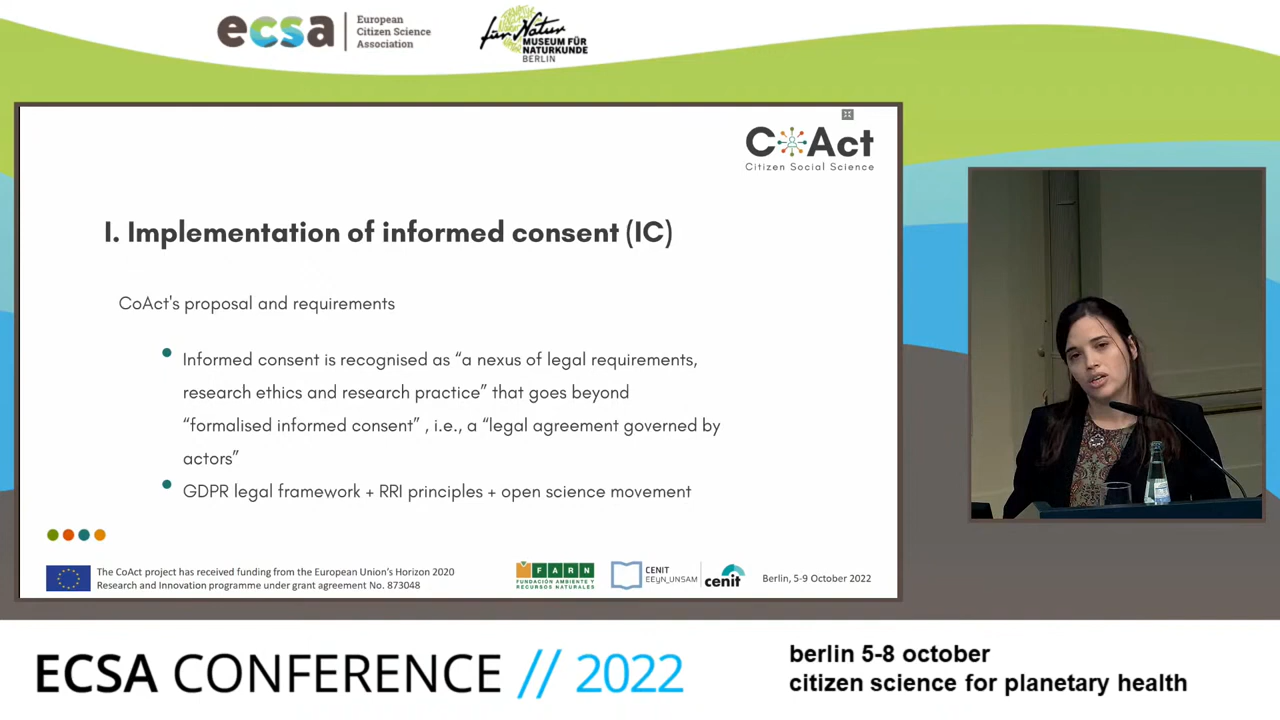 ecsa
European
Citizen Science
Association
für Natur
MUSEUM FÜR
NATURKUNDE
BERLIN
CoAct
Citizen Social Science
I. Implementation of informed consent (IC)
CoAct's proposal and requirements
Informed consent is recognised as “a nexus of legal requirements,
research ethics and research practice” that goes beyond
“formalised informed consent” , i.e., a “legal agreement governed by
actors”
GDPR legal framework + RRI principles + open science movement
The CoAct project has received funding from the European Union’s Horizon 2020
Research and Innovation programme under grant agreement No. 873048
FARN
FUNDACIÓN AMBIENTE Y
RECURSOS NATURALES
CENIT
EEyN_UNSAM
cenit
Berlin, 5-9 October 2022
ECSA CONFERENCE // 2022
berlin 5-8 october
citizen science for planetary health